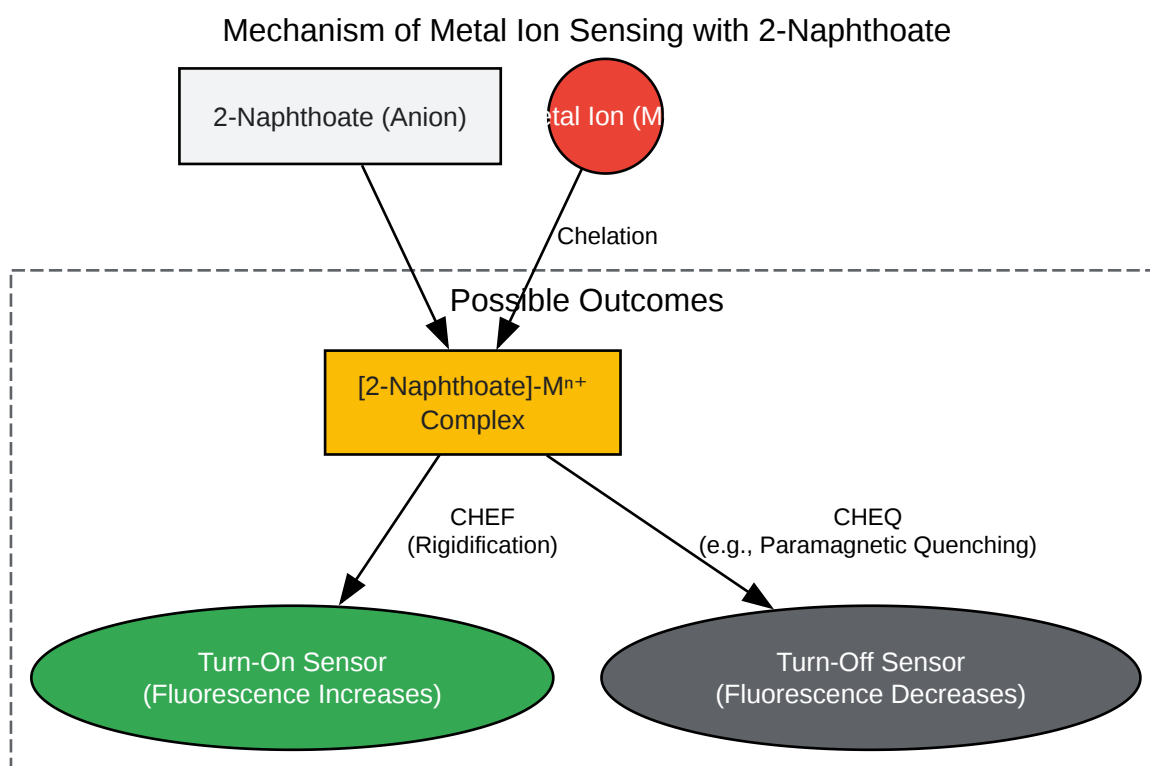 Mechanism of Metal Ion Sensing with 2-Naphthoate
2-Naphthoate (Anion)
etal Ion (M
Chelation
Possible Outcomes
[2-Naphthoate]-Mⁿ⁺
Complex
CHEF
(Rigidification)
CHEQ
(e.g., Paramagnetic Quenching)
Turn-On Sensor
(Fluorescence Increases)
Turn-Off Sensor
(Fluorescence Decreases)